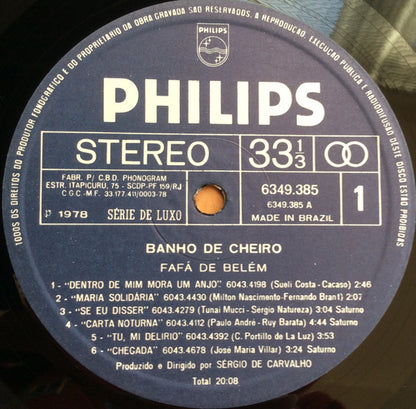 TODOS OS DIREITOS DO PRODUTOR FONOGRÁFICO E DO PROPRIETARIO DA OBRA GRAVADA SÃO RESERVADOS. A REPRODUÇÃO, EXECUÇÃO PUBLICA E RADIODIFUSÃO DESTE DISCO ESTÃO PROIBIDAS
PHILIPS
PHILIPS
STEREO 33 1/3
FABR. P/ C.B.D. PHONOGRAM
ESTR. ITAPICURU, 75 - SCDP-PF 159/RJ
C G C -M F. 33.177.411/0003-78
6349.385
6349.385 A
MADE IN BRAZIL
1
P 1978 SÉRIE DE LUXO
BANHO DE CHEIRO
FAFÁ DE BELÉM
1 - "DENTRO DE MIM MORA UM ANJO" 6043.4198 (Sueli Costa - Cacaso) 2:46
2 - "MARIA SOLIDÁRIA" 6043.4430 (Milton Nascimento-Fernando Brant) 2:07
3 - "SE EU DISSER" 6043.4279 (Tunai Mucci - Sérgio Natureza) 3:04 Saturno
4 - "CARTA NOTURNA" 6043.4112 (Paulo André - Ruy Barata) 4:44 Saturno
5 - "TU, MI DELIRIO" 6043.4392 (C. Portillo de La Luz) 3:54 Saturno
6 - "CHEGADA" 6043.4678 (José Maria Villar) 3:24 Saturno
Produzido e Dirigido por SÉRGIO DE CARVALHO
Total 20:08